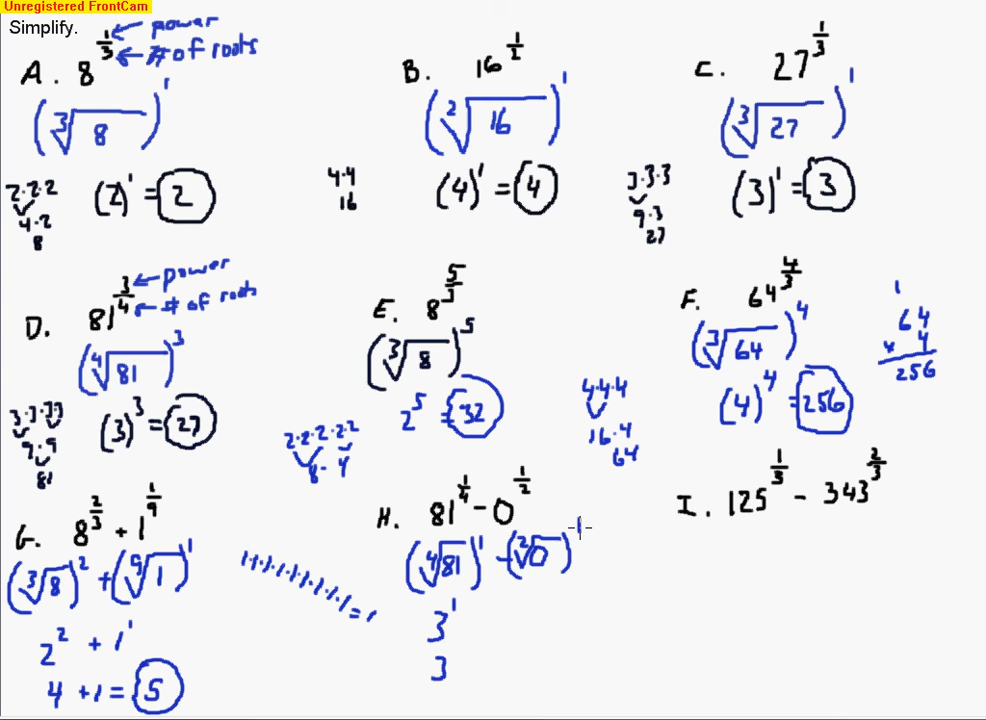 Unregistered FrontCam
Simplify.
A. 8^(1/3) ← power
← # of roots
(∛8)^1
2·2·2
4·2
8
(2)^1 = 2
B. 16^(1/2)
(²√16)^1
4·4
16
(4)^1 = 4
C. 27^(1/3)
(∛27)^1
3·3·3
9·3
27
(3)^1 = 3
D. 81^(3/4) ← power
← # of roots
(∜81)^3
3·3·3·3
9·9
81
(3)^3 = 27
E. 8^(5/3)
(∛8)^5
2^5 = 32
2·2·2·2·2
8·4
F. 64^(4/3)
(∛64)^4
(4)^4 = 256
4·4·4
16·4
64
1
64
× 4
256
G. 8^(2/3) + 1^(1/9)
(∛8)^2 + (⁹√1)^1
2^2 + 1^1
4 + 1 = 5
1·1·1·1·1·1·1·1·1 = 1
H. 81^(1/4) - 0^(1/2)
(∜81)^1 - (²√0)^1
3^1
3
I. 125^(1/3) - 343^(2/3)